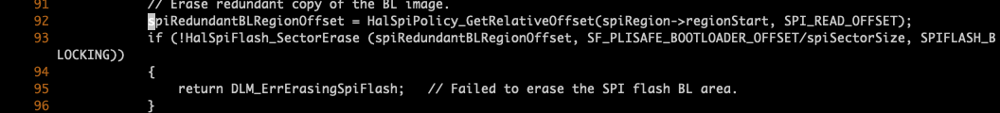 91 // Erase redundant copy of the BL image.
92 spiRedundantBLRegionOffset = HalSpiPolicy_GetRelativeOffset(spiRegion->regionStart, SPI_READ_OFFSET);
93 if (!HalSpiFlash_SectorErase (spiRedundantBLRegionOffset, SF_PLISAFE_BOOTLOADER_OFFSET/spiSectorSize, SPIFLASH_B
LOCKING))
94 {
95 return DLM_ErrErasingSpiFlash; // Failed to erase the SPI flash BL area.
96 }